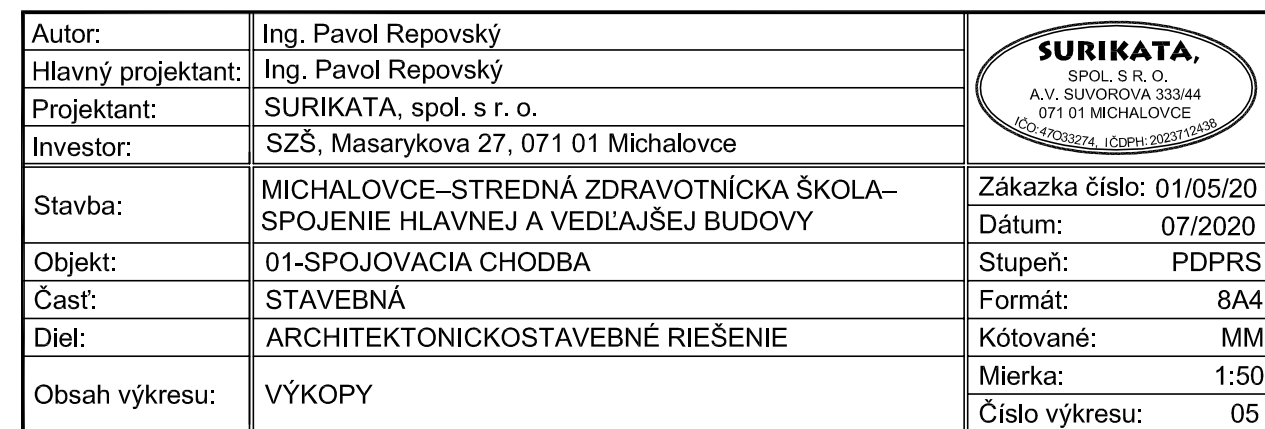 Autor: Ing. Pavol Repovský
Hlavný projektant: Ing. Pavol Repovský
Projektant: SURIKATA, spol. s r. o.
Investor: SZŠ, Masarykova 27, 071 01 Michalovce
SURIKATA,
SPOL. S R. O.
A.V. SUVOROVA 333/44
071 01 MICHALOVCE
IČO:47033274, IČDPH: 2023712438
Stavba: MICHALOVCE–STREDNÁ ZDRAVOTNÍCKA ŠKOLA–
SPOJENIE HLAVNEJ A VEDĽAJŠEJ BUDOVY
Objekt: 01-SPOJOVACIA CHODBA
Časť: STAVEBNÁ
Diel: ARCHITEKTONICKOSTAVEBNÉ RIEŠENIE
Obsah výkresu: VÝKOPY
Zákazka číslo: 01/05/20
Dátum: 07/2020
Stupeň: PDPRS
Formát: 8A4
Kótované: MM
Mierka: 1:50
Číslo výkresu: 05